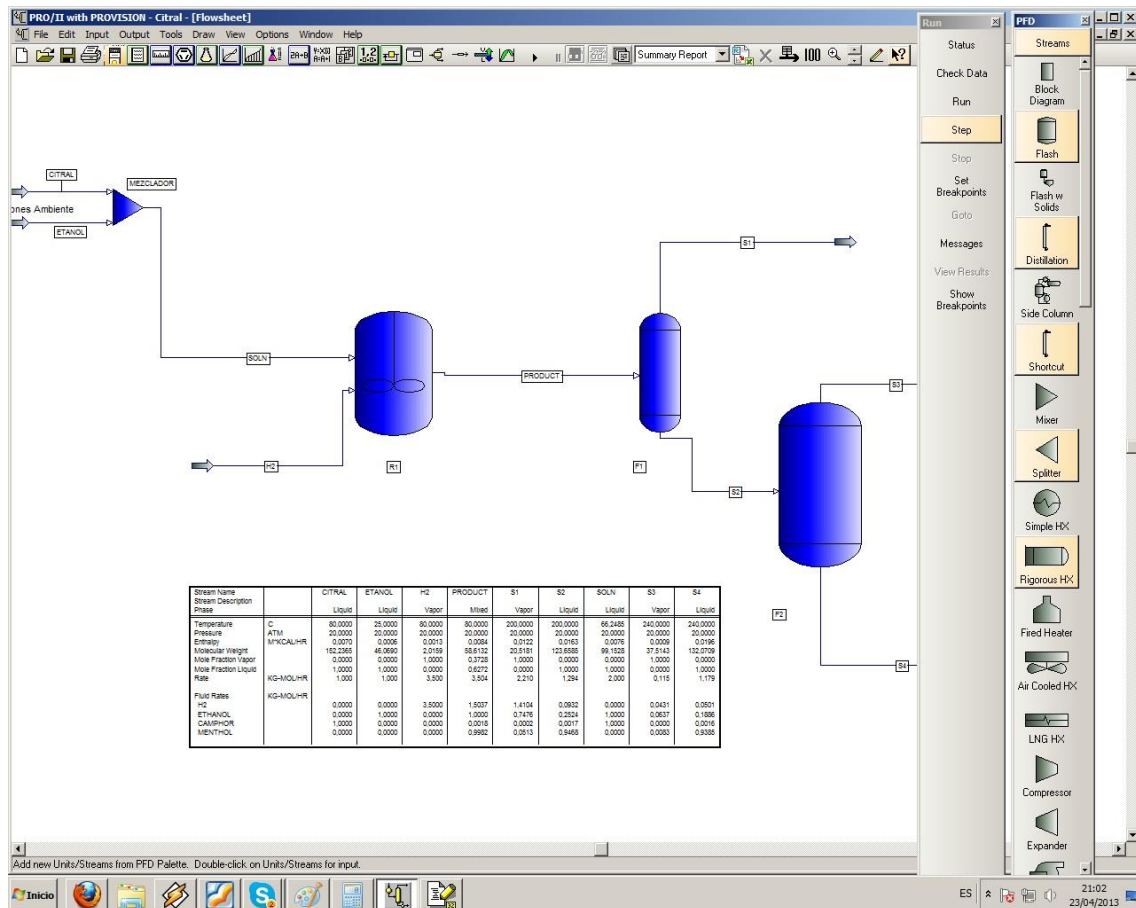 PRO/II with PROVISION - Citral - [Flowsheet]
File Edit Input Output Tools Draw View Options Window Help
Summary Report
100
Run
Status
Check Data
Run
Step
Stop
Set
Breakpoints
Goto
Messages
View Results
Show
Breakpoints
PFD
Streams
Block
Diagram
Flash
Flash w
Solids
Distillation
Side Column
Shortcut
Mixer
Splitter
Simple HX
Rigorous HX
Fired Heater
Air Cooled HX
LNG HX
Compressor
Expander
CITRAL
MEZCLADOR
ones Ambiente
ETANOL
SOLN
H2
R1
PRODUCT
S1
F1
S2
S3
F2
S4
Stream Name CITRAL ETANOL H2 PRODUCT S1 S2 SOLN S3 S4
Stream Description
Phase Liquid Liquid Vapor Mixed Vapor Liquid Liquid Vapor Liquid
Temperature C 80,0000 25,0000 80,0000 80,0000 200,0000 200,0000 66,2485 240,0000 240,0000
Pressure ATM 20,0000 20,0000 20,0000 20,0000 20,0000 20,0000 20,0000 20,0000 20,0000
Enthalpy M*KCAL/HR 0,0070 0,0006 0,0013 0,0084 0,0122 0,0163 0,0076 0,0009 0,0196
Molecular Weight 152,2365 46,0690 2,0159 58,6132 20,5181 123,6585 99,1528 37,5143 132,0709
Mole Fraction Vapor 0,0000 0,0000 1,0000 0,3728 1,0000 0,0000 0,0000 1,0000 0,0000
Mole Fraction Liquid 1,0000 1,0000 0,0000 0,6272 0,0000 1,0000 1,0000 0,0000 1,0000
Rate KG-MOL/HR 1,000 1,000 3,500 3,504 2,210 1,294 2,000 0,115 1,179
Fluid Rates KG-MOL/HR
H2 0,0000 0,0000 3,5000 1,5037 1,4104 0,0932 0,0000 0,0431 0,0501
ETHANOL 0,0000 1,0000 0,0000 1,0000 0,7476 0,2524 1,0000 0,0637 0,1886
CAMPHOR 1,0000 0,0000 0,0000 0,0018 0,0002 0,0017 1,0000 0,0000 0,0016
MENTHOL 0,0000 0,0000 0,0000 0,9982 0,0513 0,9468 0,0000 0,0083 0,9385
Add new Units/Streams from PFD Palette. Double-click on Units/Streams for input.
Inicio
ES
21:02
23/04/2013